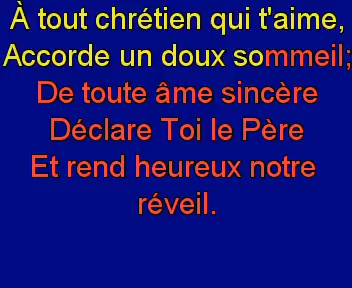 À tout chrétien qui t'aime,
Accorde un doux sommeil;
De toute âme sincère
Déclare Toi le Père
Et rend heureux notre
réveil.